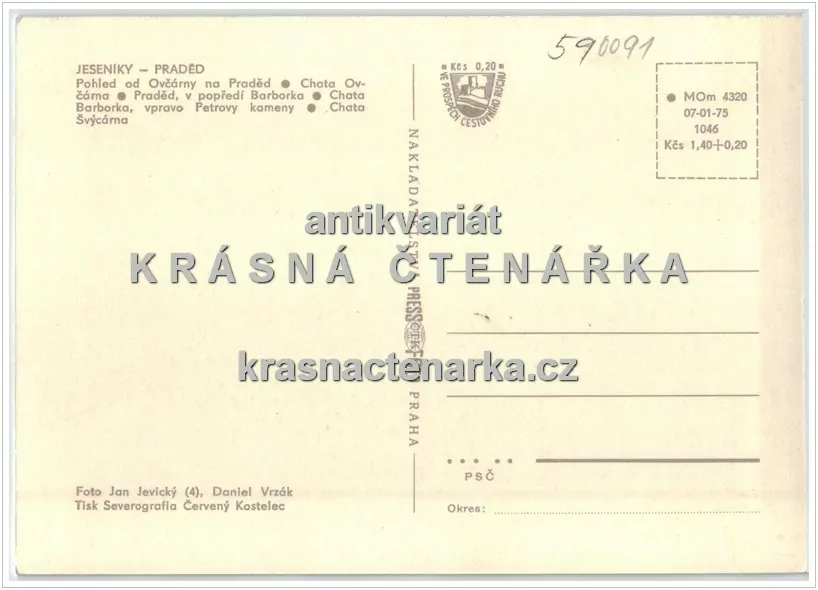 590091
JESENÍKY — PRADĚD
Pohled od Ovčárny na Praděd ● Chata Ov-
čárna ● Praděd, v popředí Barborka ● Chata
Barborka, vpravo Petrovy kameny ● Chata
Švýcárna
Kčs 0,20
VE PROSPĚCH CESTOVNÍHO RUCHU
● MOm 4320
07-01-75
1046
Kčs 1,40+0,20
NAKLADATELSTVÍ PRESSFOTO PRAHA
ČTK
antikvariát
KRÁSNÁ ČTENÁŘKA
krasnactenarka.cz
PSČ
Foto Jan Jevický (4), Daniel Vrzák
Tisk Severografia Červený Kostelec
Okres: